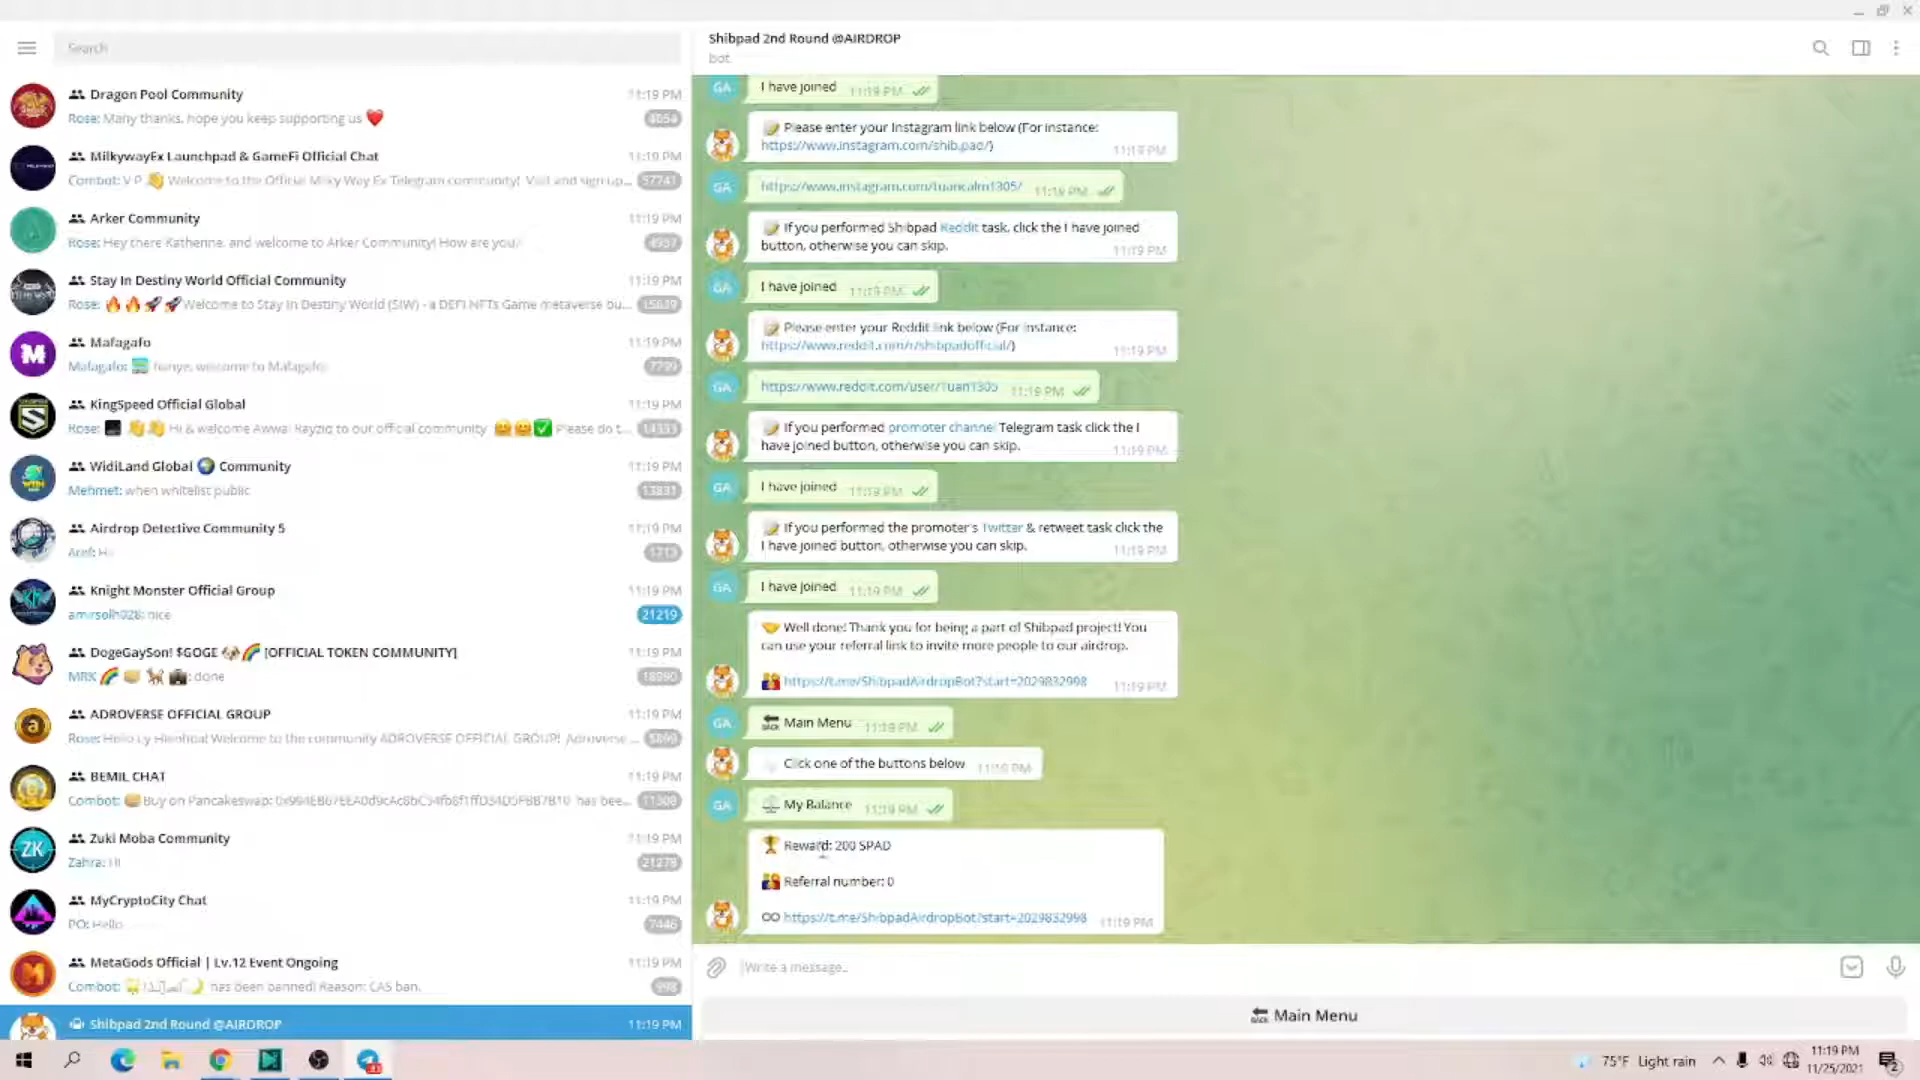 Search
Dragon Pool Community
11:19 PM
Rose: Many thanks, hope you keep supporting us ❤️
4054
MilkywayEx Launchpad & GameFi Official Chat
11:19 PM
Combot: V P 👋 Welcome to the Official Milky Way Ex Telegram community! Visit and sign up...
57741
Arker Community
11:19 PM
Rose: Hey there Katherine, and welcome to Arker Community! How are you?
4937
Stay In Destiny World Official Community
11:19 PM
Rose: 🔥🔥🚀🚀Welcome to Stay In Destiny World (SIW) - a DEFI NFTs Game metaverse bu...
15639
Mafagafo
11:19 PM
Mafagafo: welcome to Mafagafo
7799
KingSpeed Official Global
11:19 PM
Rose: Hi & welcome Awwal Rayziq to our official community 🤗🤗✅ Please do t...
14333
WidiLand Global 🌍 Community
11:19 PM
Mehmet: when whitelist public
13831
Airdrop Detective Community 5
11:19 PM
Aref: Hi
1713
Knight Monster Official Group
11:19 PM
amirsolh028: nice
21219
DogeGaySon! $GOGE 🐶🌈 [OFFICIAL TOKEN COMMUNITY]
11:19 PM
MRK 🌈 🐕 💼: done
18990
ADROVERSE OFFICIAL GROUP
11:19 PM
Rose: Hello Ly Hienhoa! Welcome to the community ADROVERSE OFFICIAL GROUP! Adroverse ...
5899
BEMIL CHAT
11:19 PM
Combot: Buy on Pancakeswap: has bee...
11308
Zuki Moba Community
11:19 PM
Zahra: Hi
21278
MyCryptoCity Chat
11:19 PM
PO: Hello
7446
MetaGods Official | Lv.12 Event Ongoing
11:19 PM
Combot: has been banned! Reason: CAS ban.
998
Shibpad 2nd Round @AIRDROP
11:19 PM
Shibpad 2nd Round @AIRDROP
bot
GA
I have joined 11:19 PM
📝 Please enter your Instagram link below (For instance:
https://www.instagram.com/shib.pad/)
11:19 PM
GA
https://www.instagram.com/tuancalm1305/ 11:19 PM
📝 If you performed Shibpad Reddit task, click the I have joined
button, otherwise you can skip.
11:19 PM
GA
I have joined 11:19 PM
📝 Please enter your Reddit link below (For instance:
https://www.reddit.com/r/shibpadofficial/)
11:19 PM
GA
https://www.reddit.com/user/Tuan1305 11:19 PM
📝 If you performed promoter channel Telegram task click the I
have joined button, otherwise you can skip.
11:19 PM
GA
I have joined 11:19 PM
📝 If you performed the promoter's Twitter & retweet task click the
I have joined button, otherwise you can skip.
11:19 PM
GA
I have joined 11:19 PM
🤝 Well done! Thank you for being a part of Shibpad project! You
can use your referral link to invite more people to our airdrop.
👥 https://t.me/ShibpadAirdropBot?start=2029832998
11:19 PM
GA
🔙 Main Menu 11:19 PM
Click one of the buttons below 11:19 PM
GA
My Balance 11:19 PM
🏆 Reward: 200 SPAD
👥 Referral number: 0
https://t.me/ShibpadAirdropBot?start=2029832998
11:19 PM
Write a message...
🔙 Main Menu
75°F Light rain
11:19 PM
11/25/2021
2